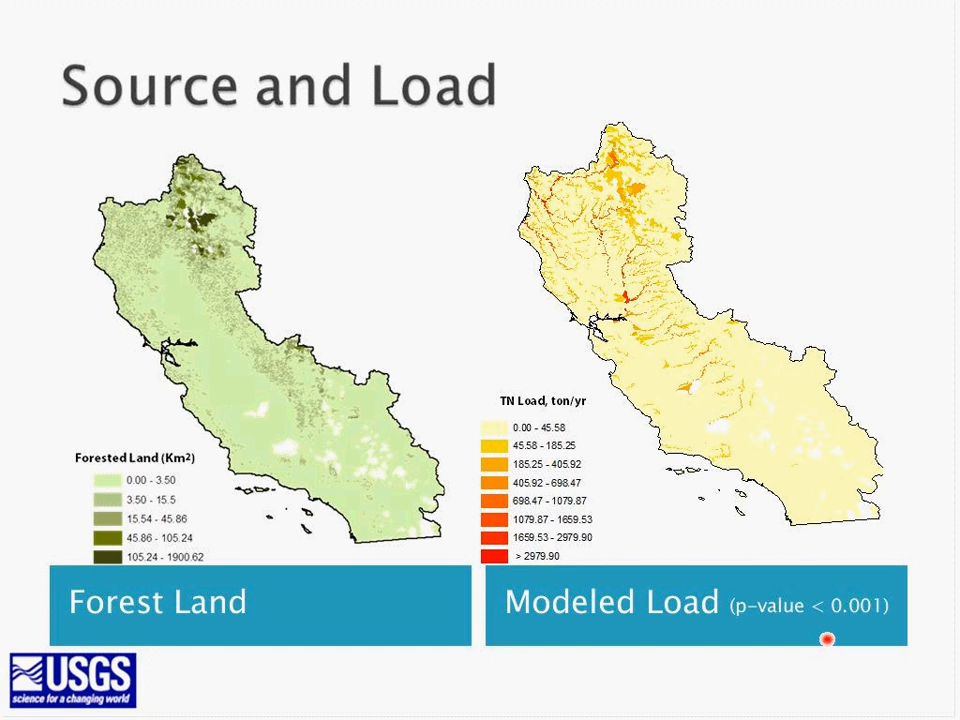 Source and Load
Forested Land (Km2)
0.00 - 3.50
3.50 - 15.5
15.54 - 45.86
45.86 - 105.24
105.24 - 1900.62
TN Load, ton/yr
0.00 - 45.58
45.58 - 185.25
185.25 - 405.92
405.92 - 698.47
698.47 - 1079.87
1079.87 - 1659.53
1659.53 - 2979.90
> 2979.90
Forest Land
Modeled Load (p-value < 0.001)
USGS
science for a changing world